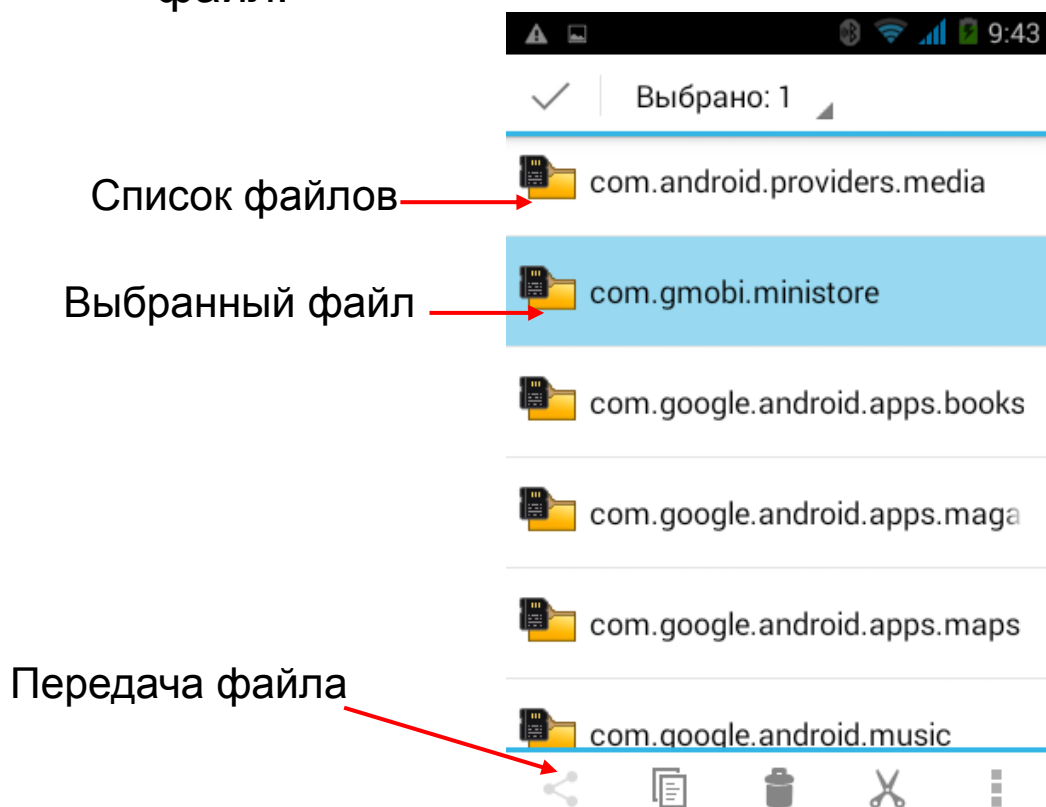 файл.
9:43
Выбрано: 1
Список файлов
com.android.providers.media
Выбранный файл
com.gmobi.ministore
com.google.android.apps.books
com.google.android.apps.maga
com.google.android.apps.maps
Передача файла
com.google.android.music